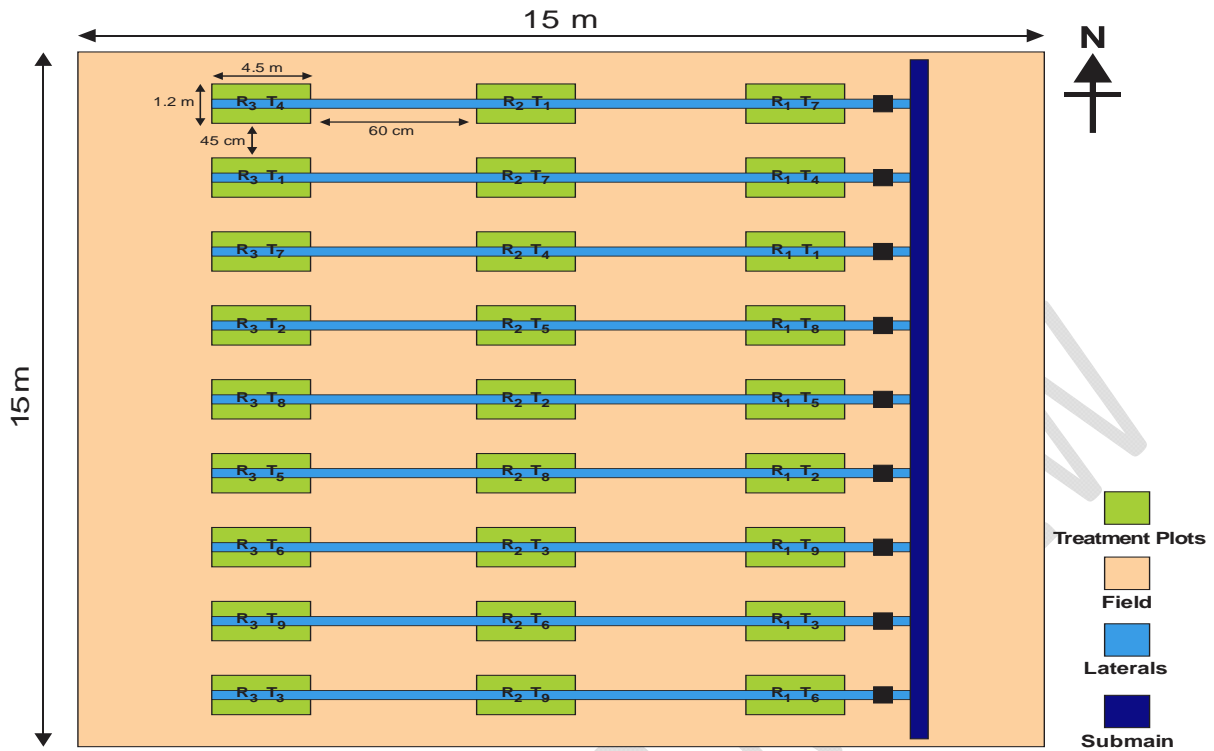 15 m
N
4.5 m
1.2 m
R3 T4
R2 T1
R1 T7
60 cm
45 cm
R3 T1
R2 T7
R1 T4
R3 T7
R2 T4
R1 T1
R3 T2
R2 T5
R1 T8
15 m
R3 T8
R2 T2
R1 T5
R3 T5
R2 T8
R1 T2
R3 T6
R2 T3
R1 T9
R3 T9
R2 T6
R1 T3
R3 T3
R2 T9
R1 T6
Treatment Plots
Field
Laterals
Submain